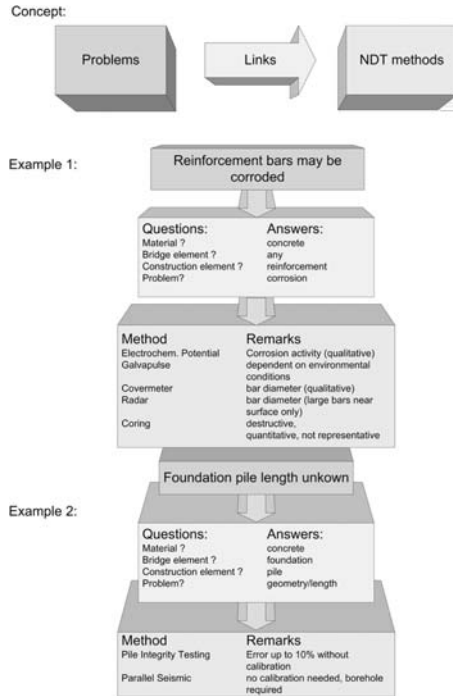 Concept:
Problems
Links
NDT methods
Example 1:
Reinforcement bars may be
corroded
Questions: Answers:
Material ? concrete
Bridge element ? any
Construction element ? reinforcement
Problem? corrosion
Method Remarks
Electrochem. Potential Corrosion activity (qualitative)
Galvapulse dependent on environmental
conditions
Covermeter bar diameter (qualitative)
Radar bar diameter (large bars near
surface only)
Coring destructive,
quantitative, not representative
Foundation pile length unkown
Example 2:
Questions: Answers:
Material ? concrete
Bridge element ? foundation
Construction element ? pile
Problem? geometry/length
Method Remarks
Pile Integrity Testing Error up to 10% without
calibration
Parallel Seismic no calibration needed, borehole
required